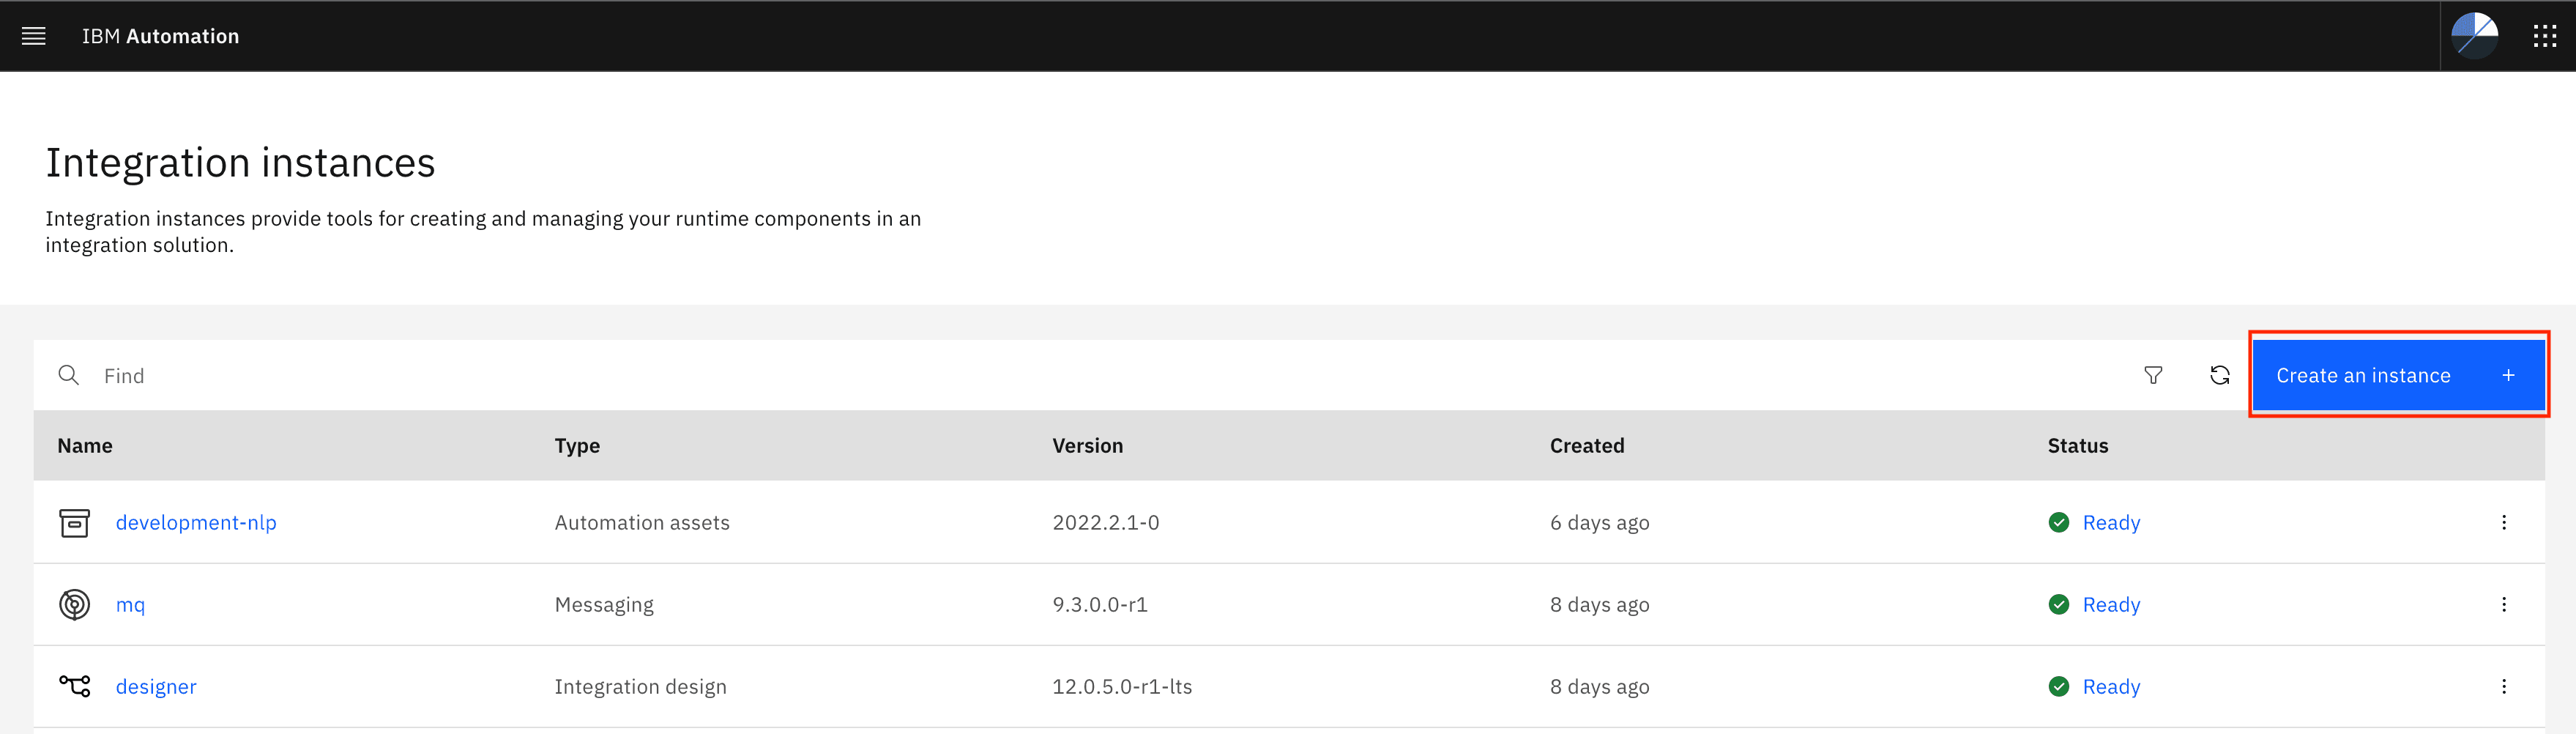 IBM Automation
Integration instances
Integration instances provide tools for creating and managing your runtime components in an
integration solution.
Find
Create an instance +
Name Type Version Created Status
development-nlp Automation assets 2022.2.1-0 6 days ago Ready
mq Messaging 9.3.0.0-r1 8 days ago Ready
designer Integration design 12.0.5.0-r1-lts 8 days ago Ready